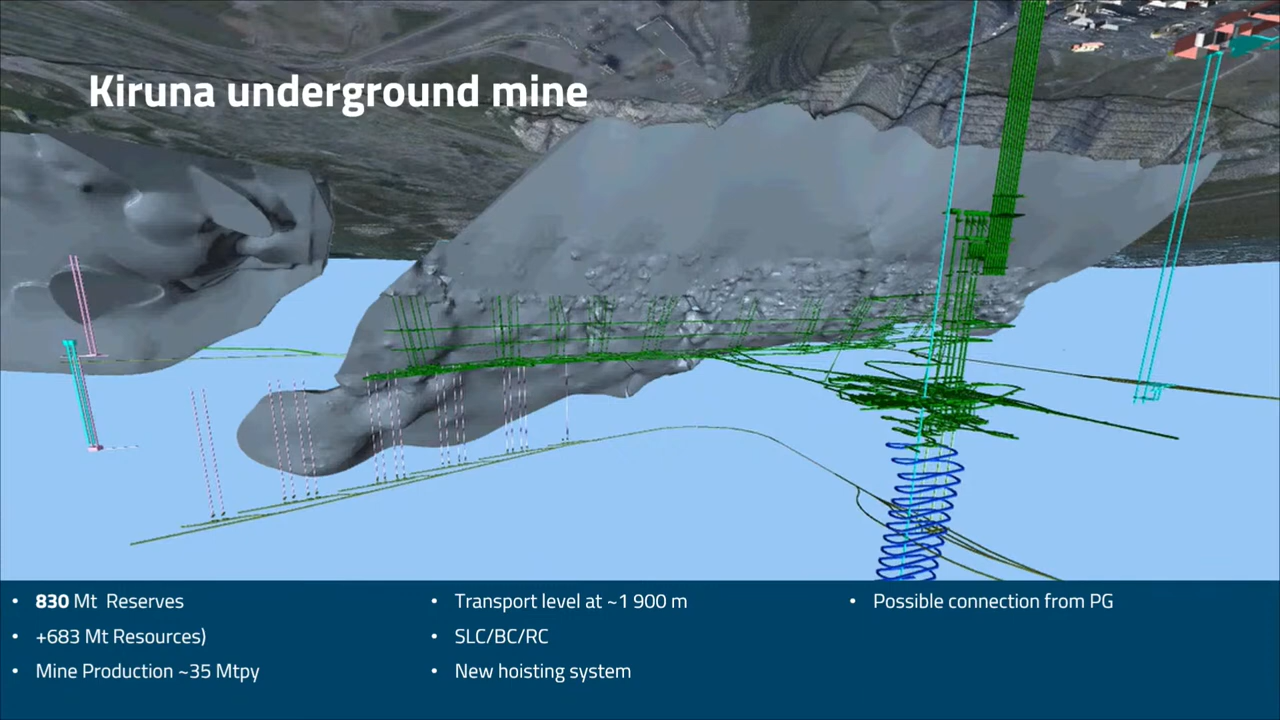 Kiruna underground mine
• 830 Mt Reserves
• +683 Mt Resources)
• Mine Production ~35 Mtpy
• Transport level at ~1 900 m
• SLC/BC/RC
• New hoisting system
• Possible connection from PG